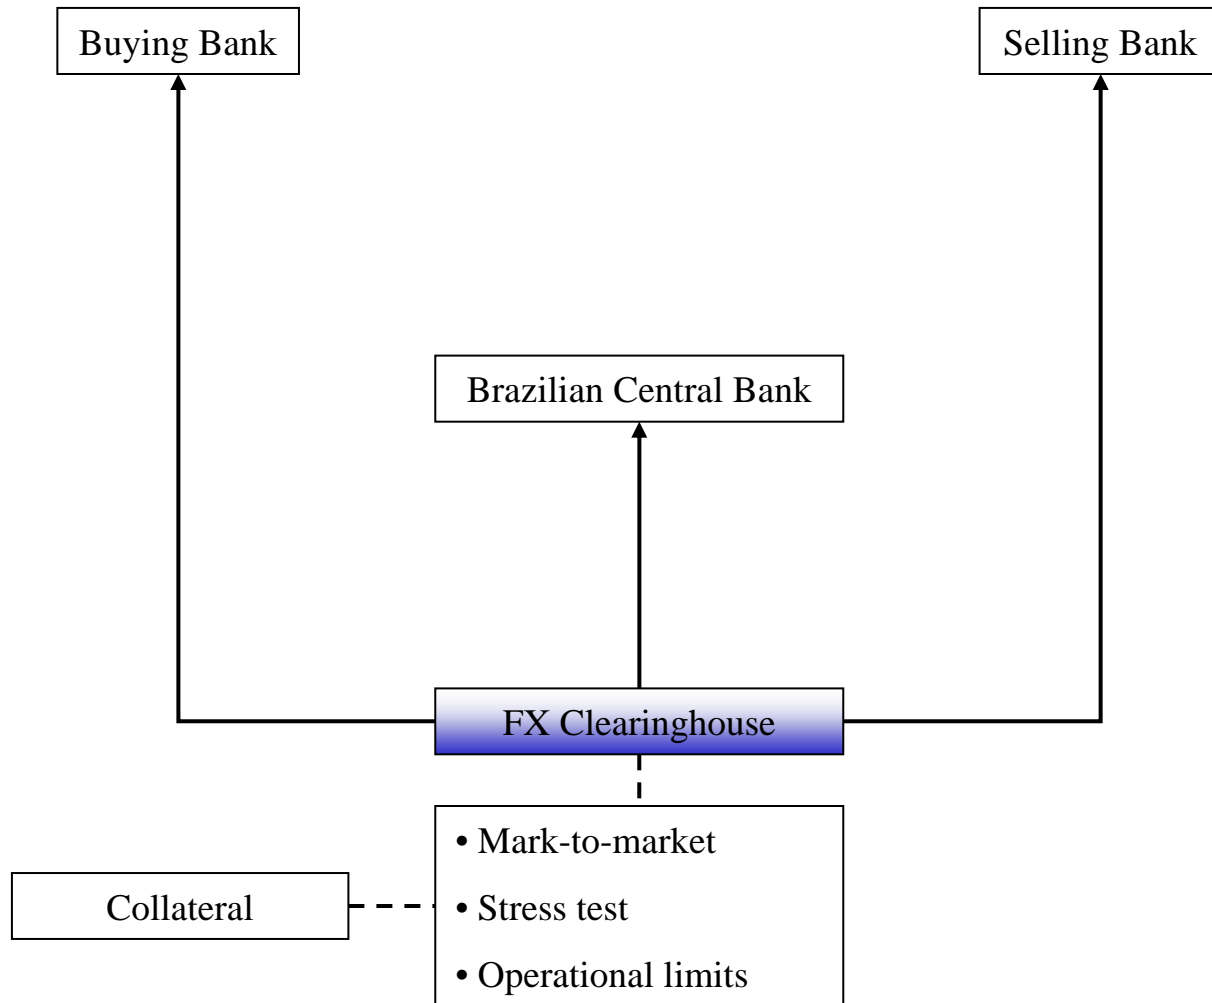 Buying Bank
Selling Bank
Brazilian Central Bank
FX Clearinghouse
• Mark-to-market
Collateral
• Stress test
• Operational limits